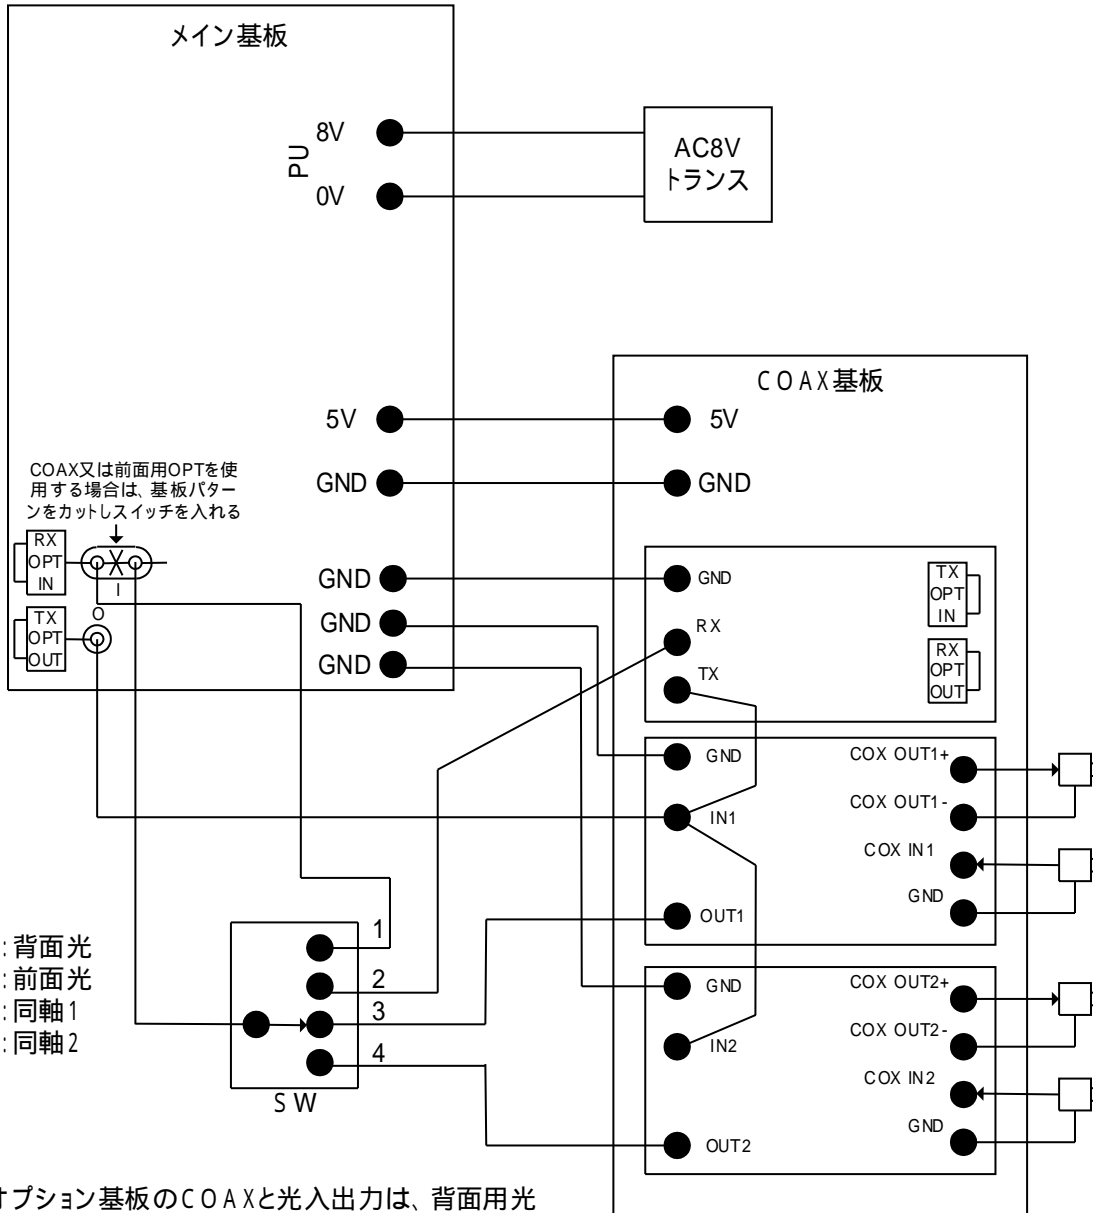 メイン基板
PU
8V
0V
AC8V
トランス
COAX基板
5V
5V
GND
GND
COAX又は前面用OPTを使
用する場合は、基板パター
ンをカットしスイッチを入れる
RX
OPT
IN
I
TX
OPT
OUT
O
GND
GND
GND
GND
RX
TX
TX
OPT
IN
RX
OPT
OUT
GND
IN1
OUT1
COX OUT1+
COX OUT1-
COX IN1
GND
GND
IN2
OUT2
COX OUT2+
COX OUT2-
COX IN2
GND
1
2
3
4
SW
:背面光
:前面光
:同軸1
:同軸2
オプション基板のCOAXと光入出力は、背面用光